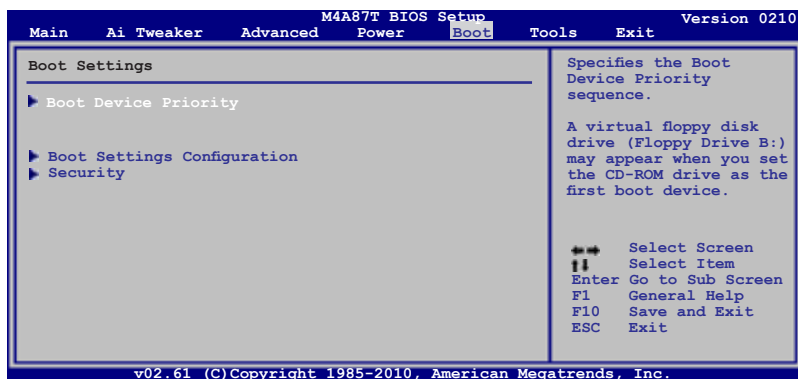 M4A87T BIOS Setup Version 0210
Main Ai Tweaker Advanced Power Boot Tools Exit
Boot Settings
Boot Device Priority
Boot Settings Configuration
Security
Specifies the Boot
Device Priority
sequence.
A virtual floppy disk
drive (Floppy Drive B:)
may appear when you set
the CD-ROM drive as the
first boot device.
←→ Select Screen
↑↓ Select Item
Enter Go to Sub Screen
F1 General Help
F10 Save and Exit
ESC Exit
v02.61 (C)Copyright 1985-2010, American Megatrends, Inc.